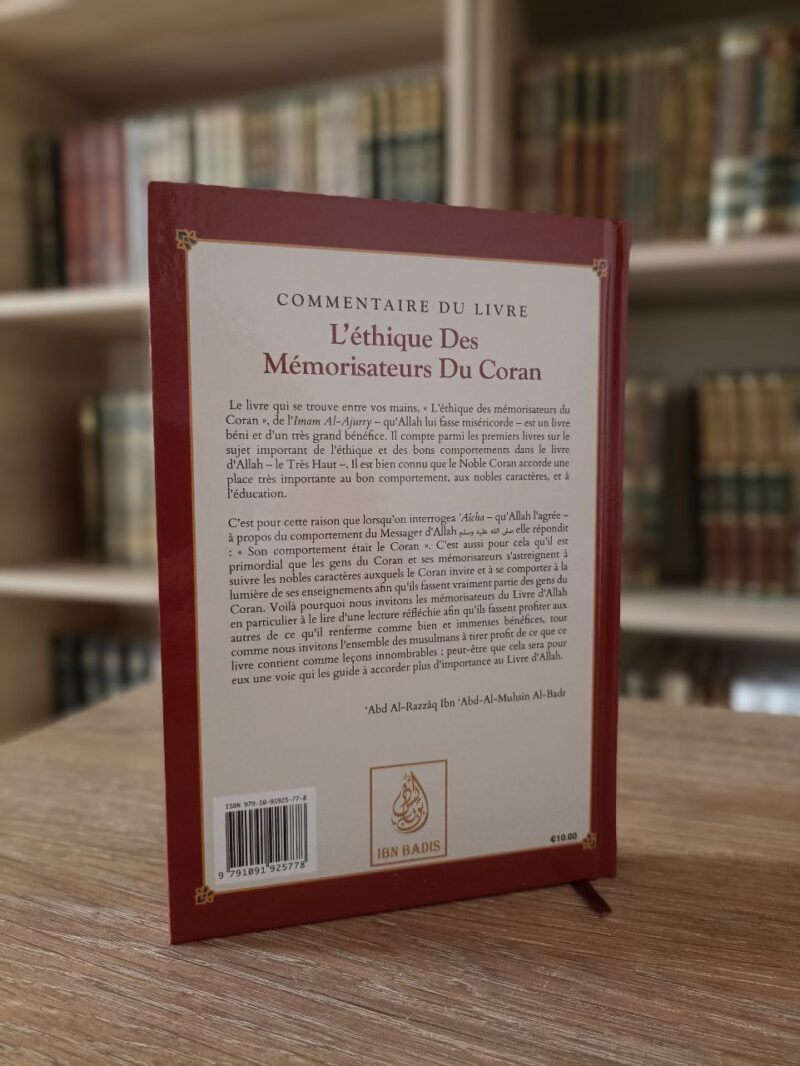 COMMENTAIRE DU LIVRE
L'éthique Des
Mémorisateurs Du Coran
Le livre qui se trouve entre vos mains, « L'éthique des mémorisateurs du
Coran », de l'Imam Al-Ajurry – qu'Allah lui fasse miséricorde – est un livre
béni et d'un très grand bénéfice. Il compte parmi les premiers livres sur le
sujet important de l'éthique et des bons comportements dans le livre
d'Allah – le Très Haut –. Il est bien connu que le Noble Coran accorde une
place très importante au bon comportement, aux nobles caractères, et à
l'éducation.
C'est pour cette raison que lorsqu'on interrogea 'Aïcha – qu'Allah l'agrée –
à propos du comportement du Messager d'Allah صلى الله عليه وسلم elle répondit
: « Son comportement était le Coran ». C'est aussi pour cela qu'il est
primordial que les gens du Coran et ses mémorisateurs s'astreignent à
suivre les nobles caractères auxquels le Coran invite et à se comporter à la
lumière de ses enseignements afin qu'ils fassent vraiment partie des gens du
Coran. Voilà pourquoi nous invitons les mémorisateurs du Livre d'Allah
en particulier à le lire d'une lecture réfléchie afin qu'ils fassent profiter aux
autres de ce qu'il renferme comme bien et immenses bénéfices, tout
comme nous invitons l'ensemble des musulmans à tirer profit de ce que ce
livre contient comme leçons innombrables ; peut-être que cela sera pour
eux une voie qui les guide à accorder plus d'importance au Livre d'Allah.
'Abd Al-Razzâq Ibn 'Abd-Al-Muhsin Al-Badr
ISBN 979-10-91925-77-8
9 791091 925778
IBN BADIS
€10.00